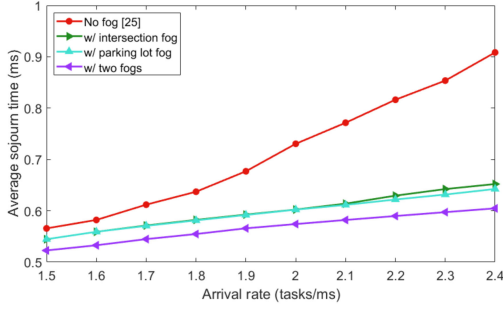 No fog [25]
w/ intersection fog
w/ parking lot fog
w/ two fogs
Average sojourn time (ms)
1
0.9
0.8
0.7
0.6
0.5
1.5 1.6 1.7 1.8 1.9 2 2.1 2.2 2.3 2.4
Arrival rate (tasks/ms)